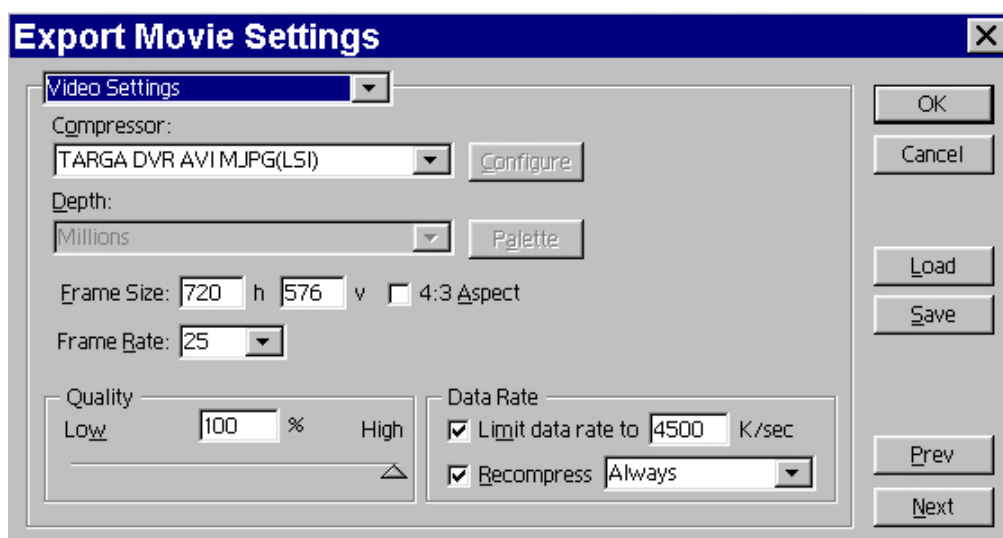 Export Movie Settings
Video Settings
OK
Compressor:
TARGA DVR AVI MJPG(LSI)
Configure
Cancel
Depth:
Millions
Palette
Load
Frame Size: 720 h 576 v 4:3 Aspect
Save
Frame Rate: 25
Quality
Low 100 % High
Data Rate
Limit data rate to 4500 K/sec
Recompress Always
Prev
Next